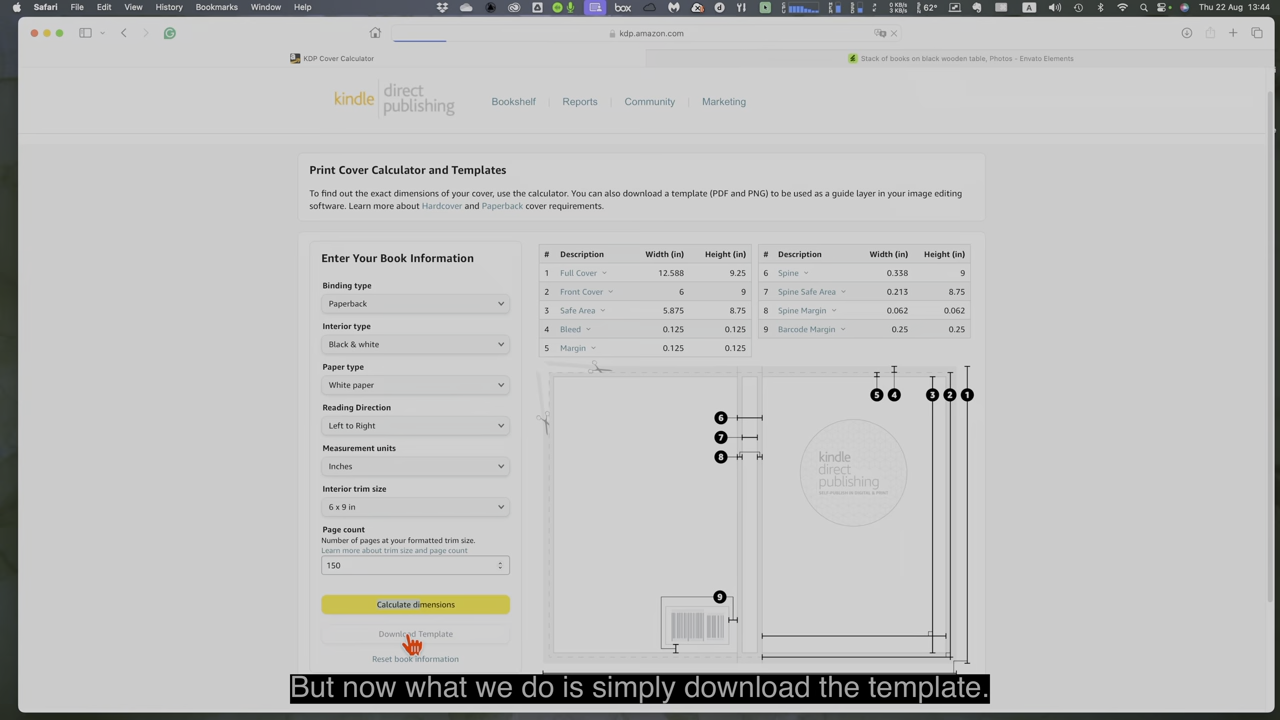 Safari File Edit View History Bookmarks Window Help Thu 22 Aug 13:44
kdp.amazon.com
KDP Cover Calculator
Stack of books on black wooden table, Photos - Envato Elements
kindle direct publishing
Bookshelf Reports Community Marketing
Print Cover Calculator and Templates
To find out the exact dimensions of your cover, use the calculator. You can also download a template (PDF and PNG) to be used as a guide layer in your image editing
software. Learn more about Hardcover and Paperback cover requirements.
Enter Your Book Information
Binding type
Paperback
Interior type
Black & white
Paper type
White paper
Reading Direction
Left to Right
Measurement units
Inches
Interior trim size
6 x 9 in
Page count
Number of pages at your formatted trim size.
Learn more about trim size and page count
150
Calculate dimensions
Download Template
Reset book information
# Description Width (in) Height (in)
1 Full Cover 12.588 9.25
2 Front Cover 6 9
3 Safe Area 5.875 8.75
4 Bleed 0.125 0.125
5 Margin 0.125 0.125
# Description Width (in) Height (in)
6 Spine 0.338 9
7 Spine Safe Area 0.213 8.75
8 Spine Margin 0.062 0.062
9 Barcode Margin 0.25 0.25
5 4 3 2 1
6
7
8
kindle
direct
publishing
SELF-PUBLISH IN DIGITAL & PRINT
9
But now what we do is simply download the template.